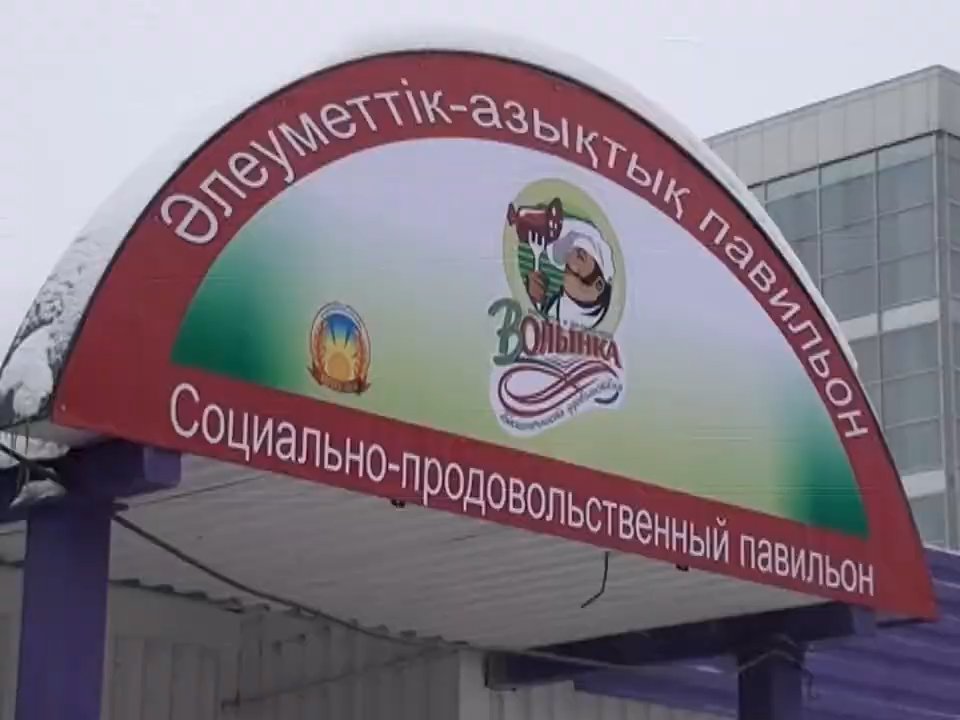 Әлеуметтік-азықтық павильон
Волынка
Социально-продовольственный павильон